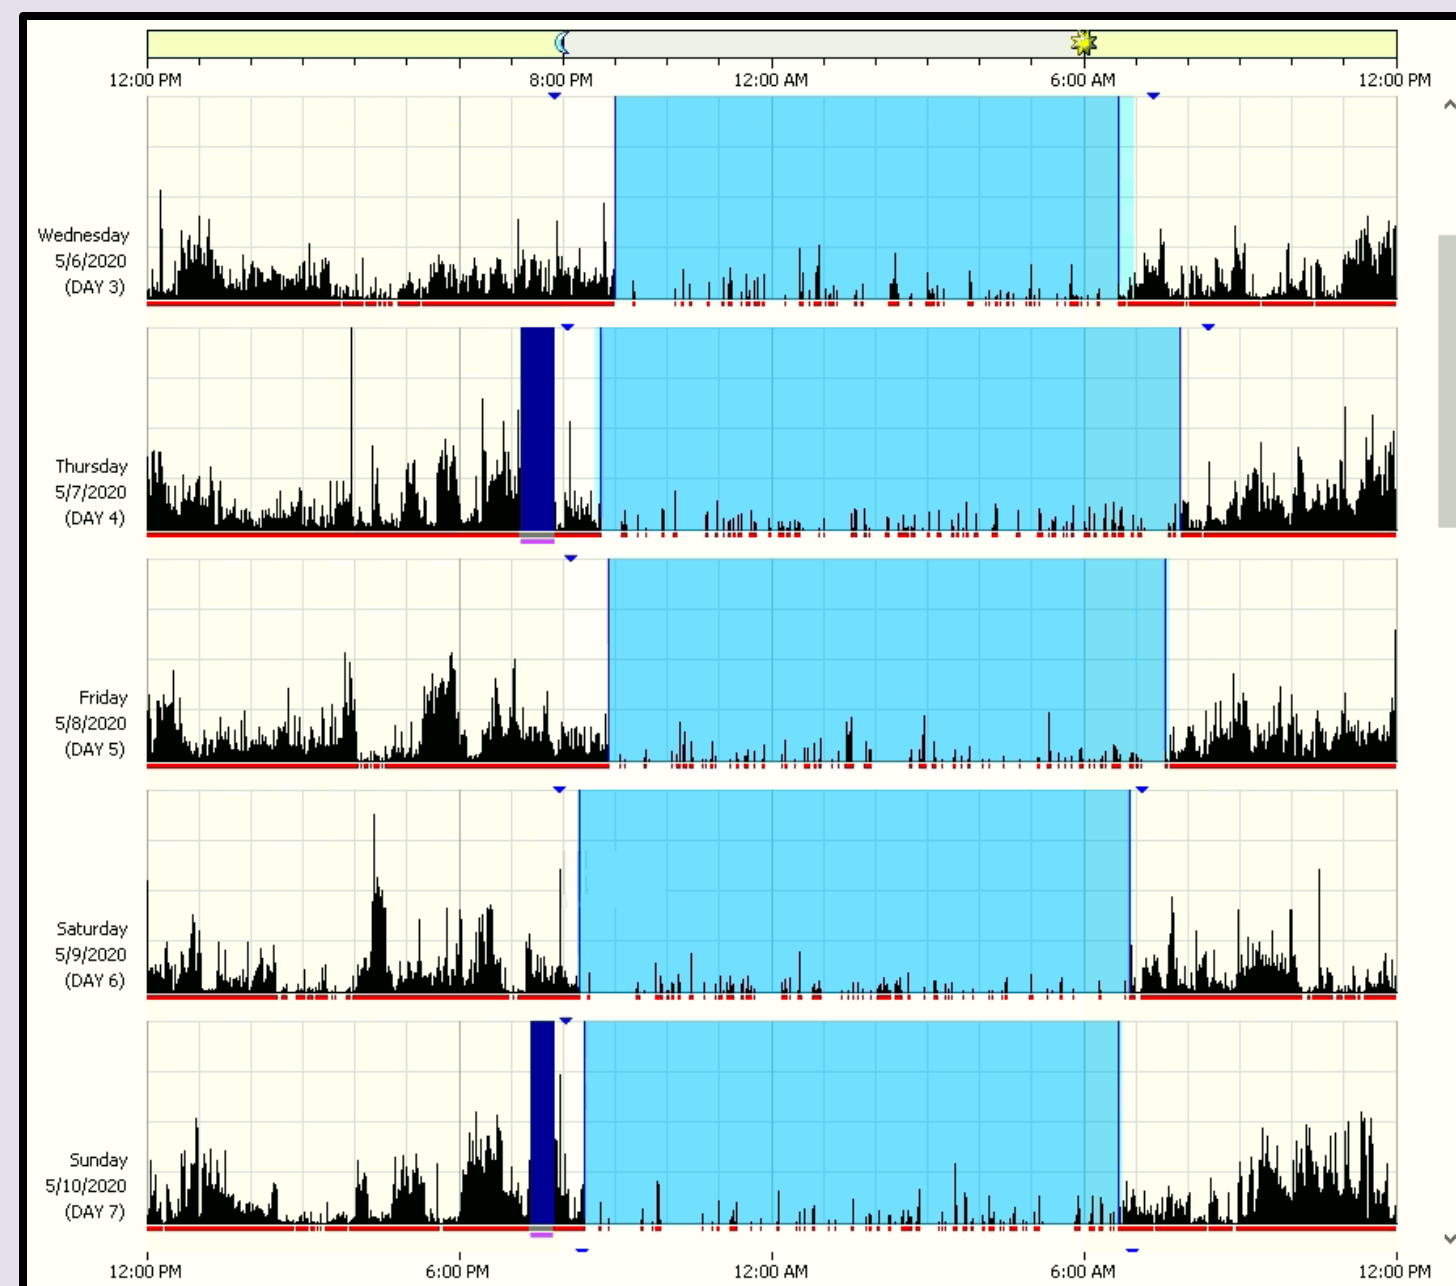 12:00 PM 8:00 PM 12:00 AM 6:00 AM 12:00 PM
Wednesday
5/6/2020
(DAY 3)
Thursday
5/7/2020
(DAY 4)
Friday
5/8/2020
(DAY 5)
Saturday
5/9/2020
(DAY 6)
Sunday
5/10/2020
(DAY 7)
12:00 PM 6:00 PM 12:00 AM 6:00 AM 12:00 PM